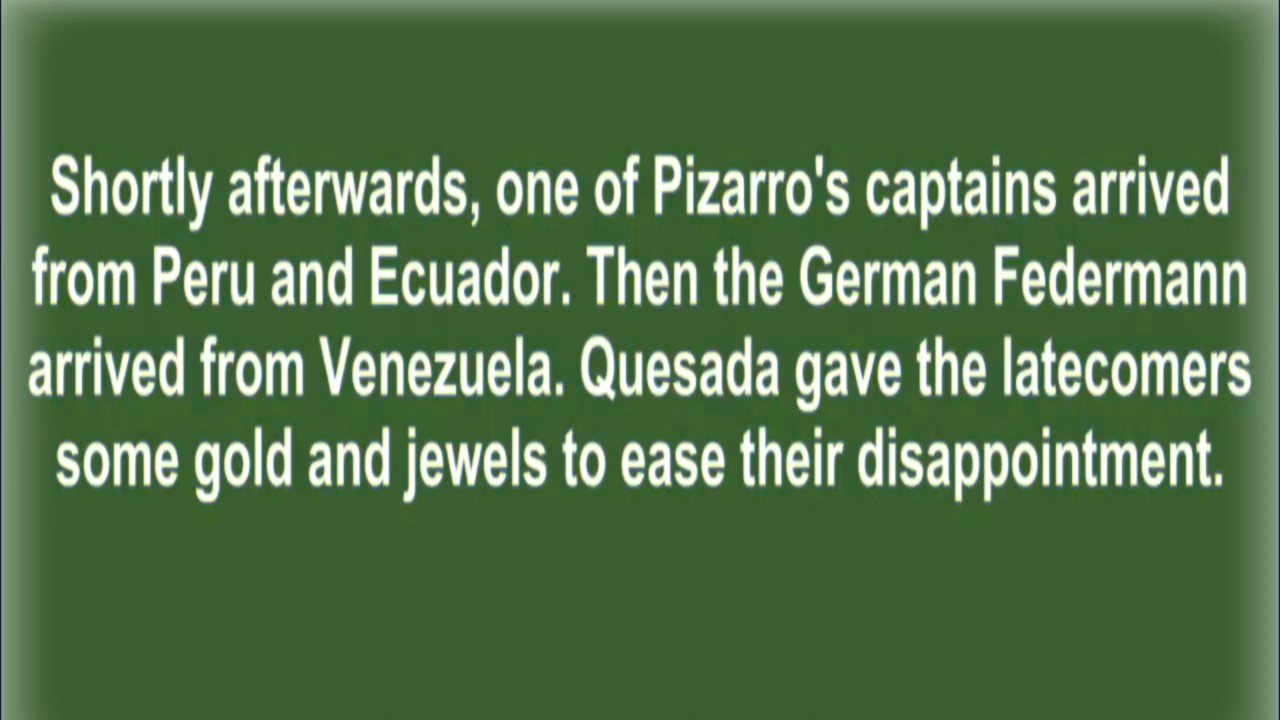 Shortly afterwards, one of Pizarro's captains arrived
from Peru and Ecuador. Then the German Federmann
arrived from Venezuela. Quesada gave the latecomers
some gold and jewels to ease their disappointment.